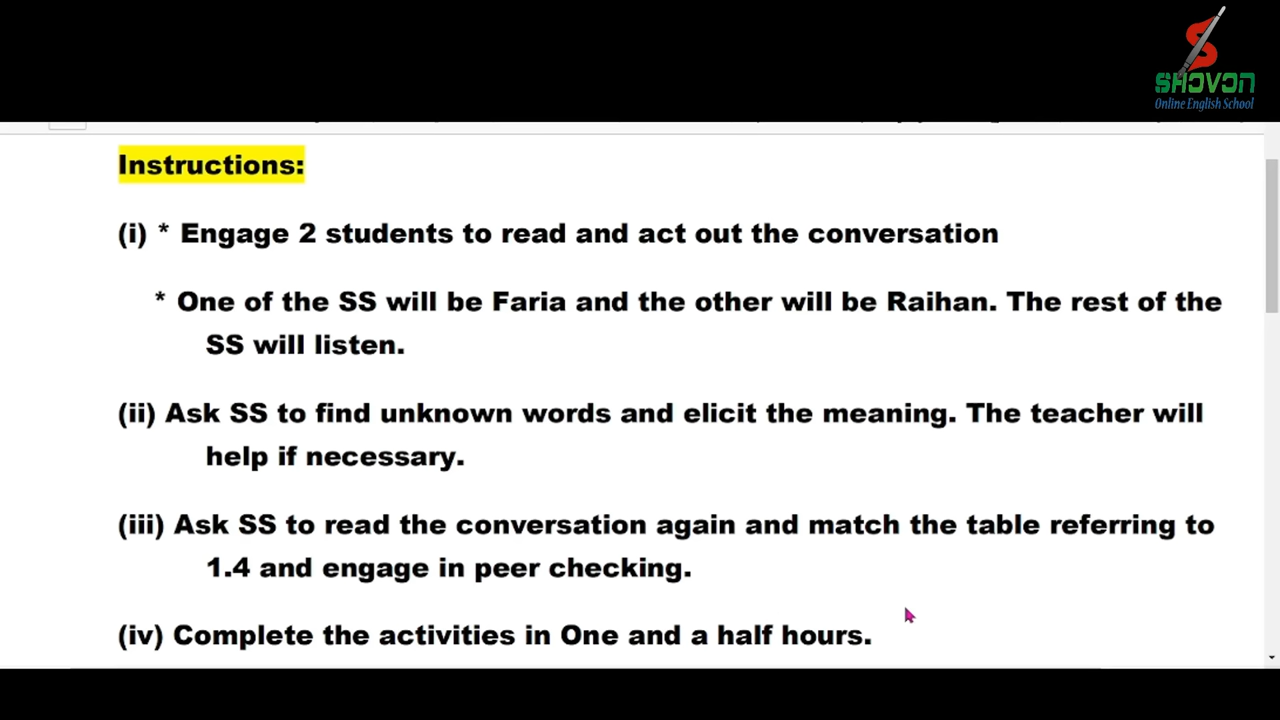 SHOVON
Online English School
Instructions:
(i) * Engage 2 students to read and act out the conversation
* One of the SS will be Faria and the other will be Raihan. The rest of the
SS will listen.
(ii) Ask SS to find unknown words and elicit the meaning. The teacher will
help if necessary.
(iii) Ask SS to read the conversation again and match the table referring to
1.4 and engage in peer checking.
(iv) Complete the activities in One and a half hours.